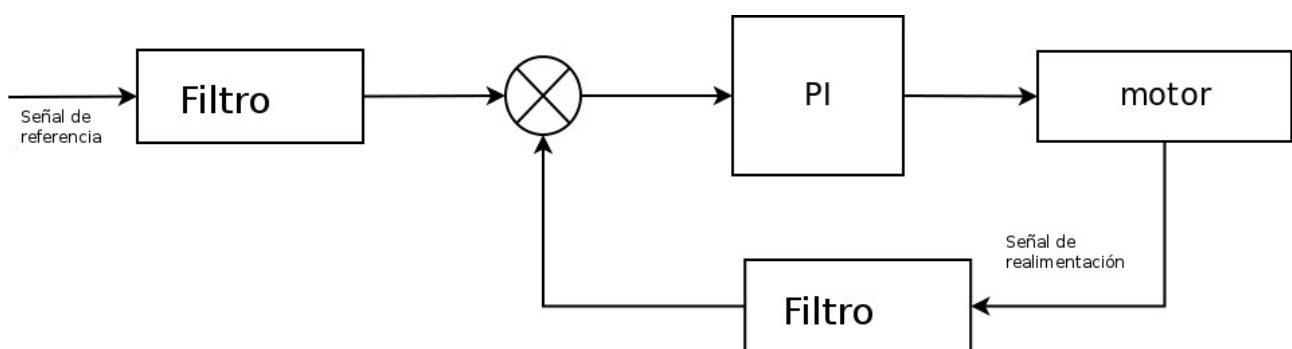 Señal de
referencia
Filtro
PI
motor
Señal de
realimentación
Filtro